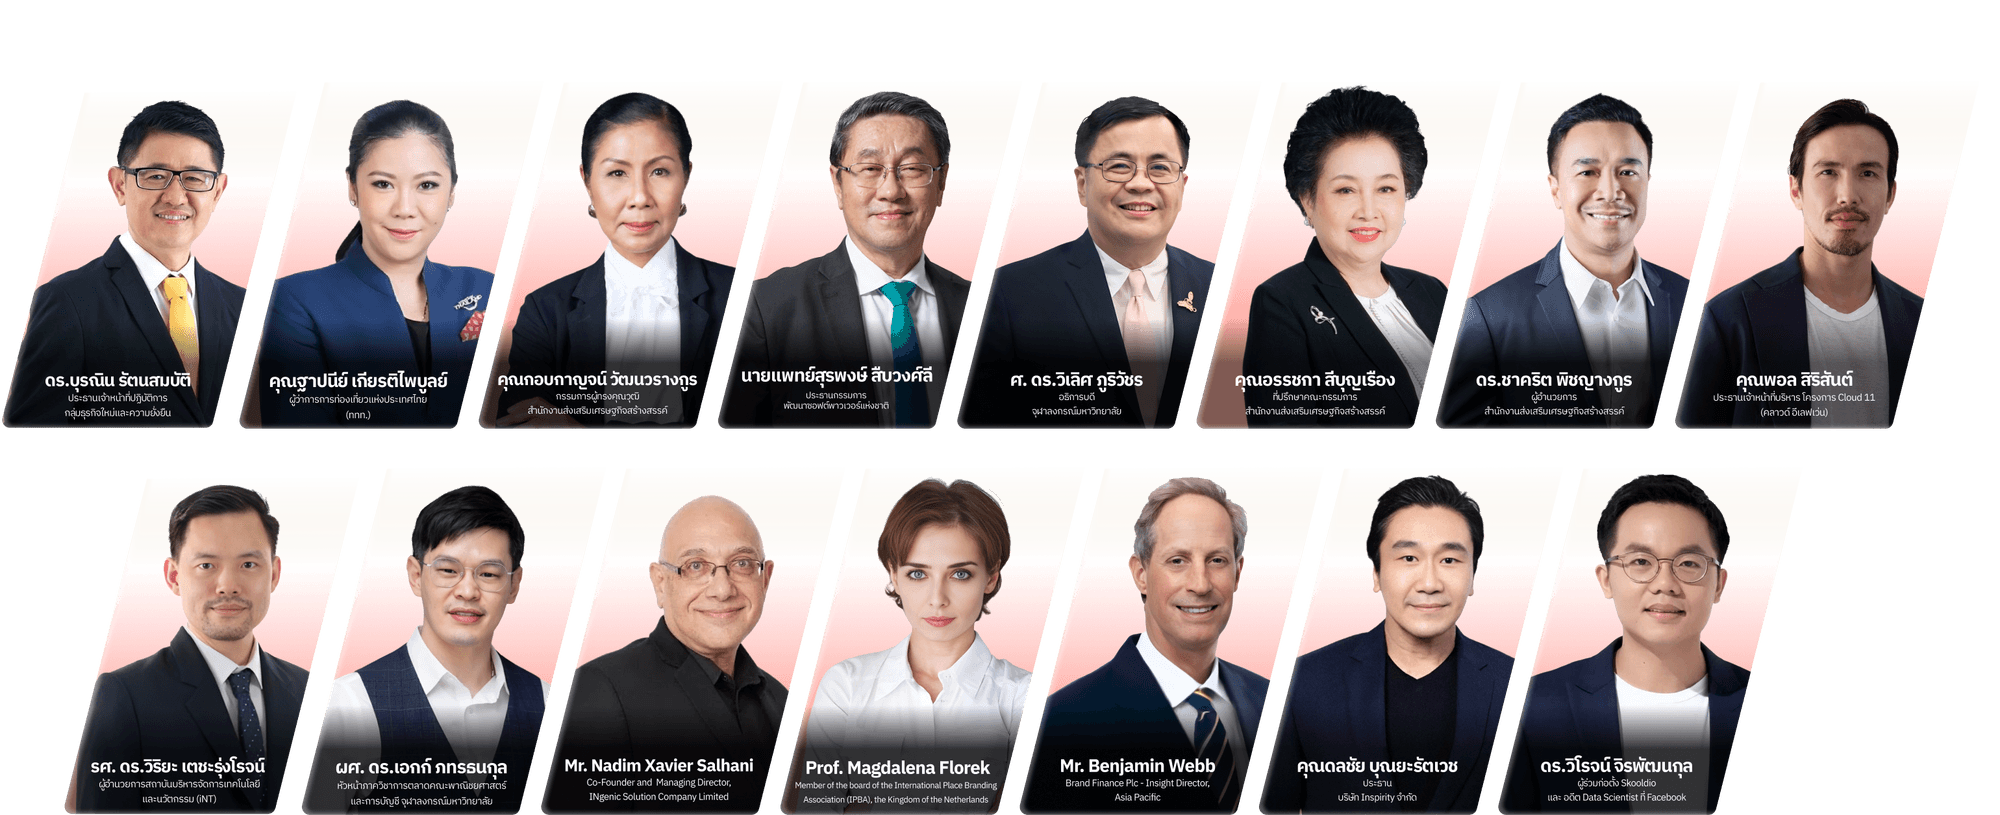 ดร.บุรณิน รัตนสมบัติ
ประธานเจ้าหน้าที่ปฏิบัติการ
กลุ่มธุรกิจใหม่และความยั่งยืน
คุณฐาปนีย์ เกียรติไพบูลย์
ผู้ว่าการการท่องเที่ยวแห่งประเทศไทย
(ททท.)
คุณกอบกาญจน์ วัฒนวรางกูร
กรรมการผู้ทรงคุณวุฒิ
สำนักงานส่งเสริมเศรษฐกิจสร้างสรรค์
นายแพทย์สุรพงษ์ สืบวงศ์ลี
ประธานกรรมการ
พัฒนาซอฟต์พาวเวอร์แห่งชาติ
ศ. ดร.วิเลิศ ภูริวัชร
อธิการบดี
จุฬาลงกรณ์มหาวิทยาลัย
คุณอรรชกา สีบุญเรือง
ที่ปรึกษาคณะกรรมการ
สำนักงานส่งเสริมเศรษฐกิจสร้างสรรค์
ดร.ชาคริต พิชญางกูร
ผู้อำนวยการ
สำนักงานส่งเสริมเศรษฐกิจสร้างสรรค์
คุณพอล สิริสันต์
ประธานเจ้าหน้าที่บริหาร โครงการ Cloud 11
(คลาวด์ อีเลฟเว่น)
รศ. ดร.วิริยะ เตชะรุ่งโรจน์
ผู้อำนวยการสถาบันบริหารจัดการเทคโนโลยี
และนวัตกรรม (iNT)
ผศ. ดร.เอกก์ ภทรธนกุล
หัวหน้าภาควิชาการตลาดคณะพาณิชยศาสตร์
และการบัญชี จุฬาลงกรณ์มหาวิทยาลัย
Mr. Nadim Xavier Salhani
Co-Founder and Managing Director,
INgenic Solution Company Limited
Prof. Magdalena Florek
Member of the board of the International Place Branding
Association (IPBA), the Kingdom of the Netherlands
Mr. Benjamin Webb
Brand Finance Plc - Insight Director,
Asia Pacific
คุณดลชัย บุณยะรัตเวช
ประธาน
บริษัท Inspirity จำกัด
ดร.วิโรจน์ จิรพัฒนกุล
ผู้ร่วมก่อตั้ง Skooldio
และ อดีต Data Scientist ที่ Facebook